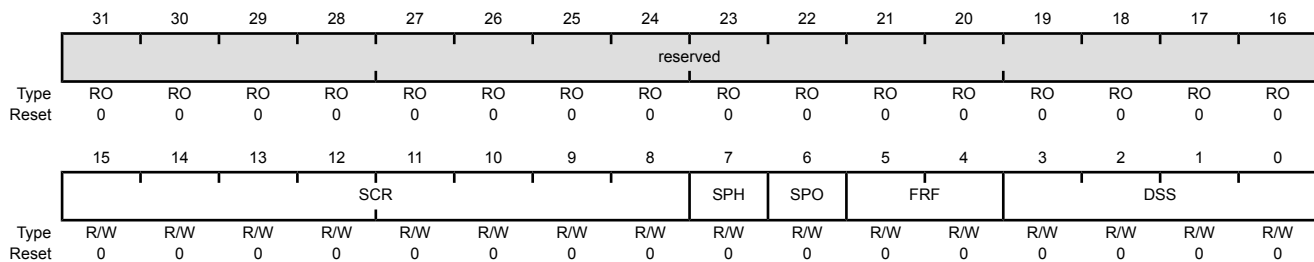 31 30 29 28 27 26 25 24 23 22 21 20 19 18 17 16
reserved
Type RO RO RO RO RO RO RO RO RO RO RO RO RO RO RO RO
Reset 0 0 0 0 0 0 0 0 0 0 0 0 0 0 0 0
15 14 13 12 11 10 9 8 7 6 5 4 3 2 1 0
SCR SPH SPO FRF DSS
Type R/W R/W R/W R/W R/W R/W R/W R/W R/W R/W R/W R/W R/W R/W R/W R/W
Reset 0 0 0 0 0 0 0 0 0 0 0 0 0 0 0 0